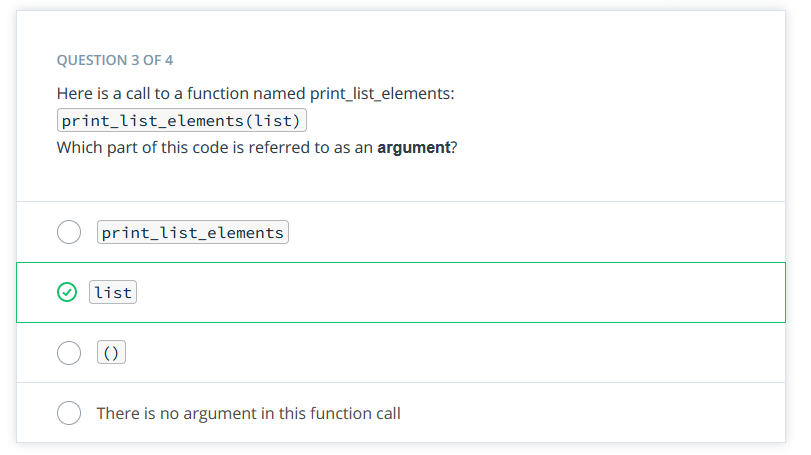 QUESTION 3 OF 4
Here is a call to a function named print_list_elements:
print_list_elements(list)
Which part of this code is referred to as an argument?
print_list_elements
list
()
There is no argument in this function call